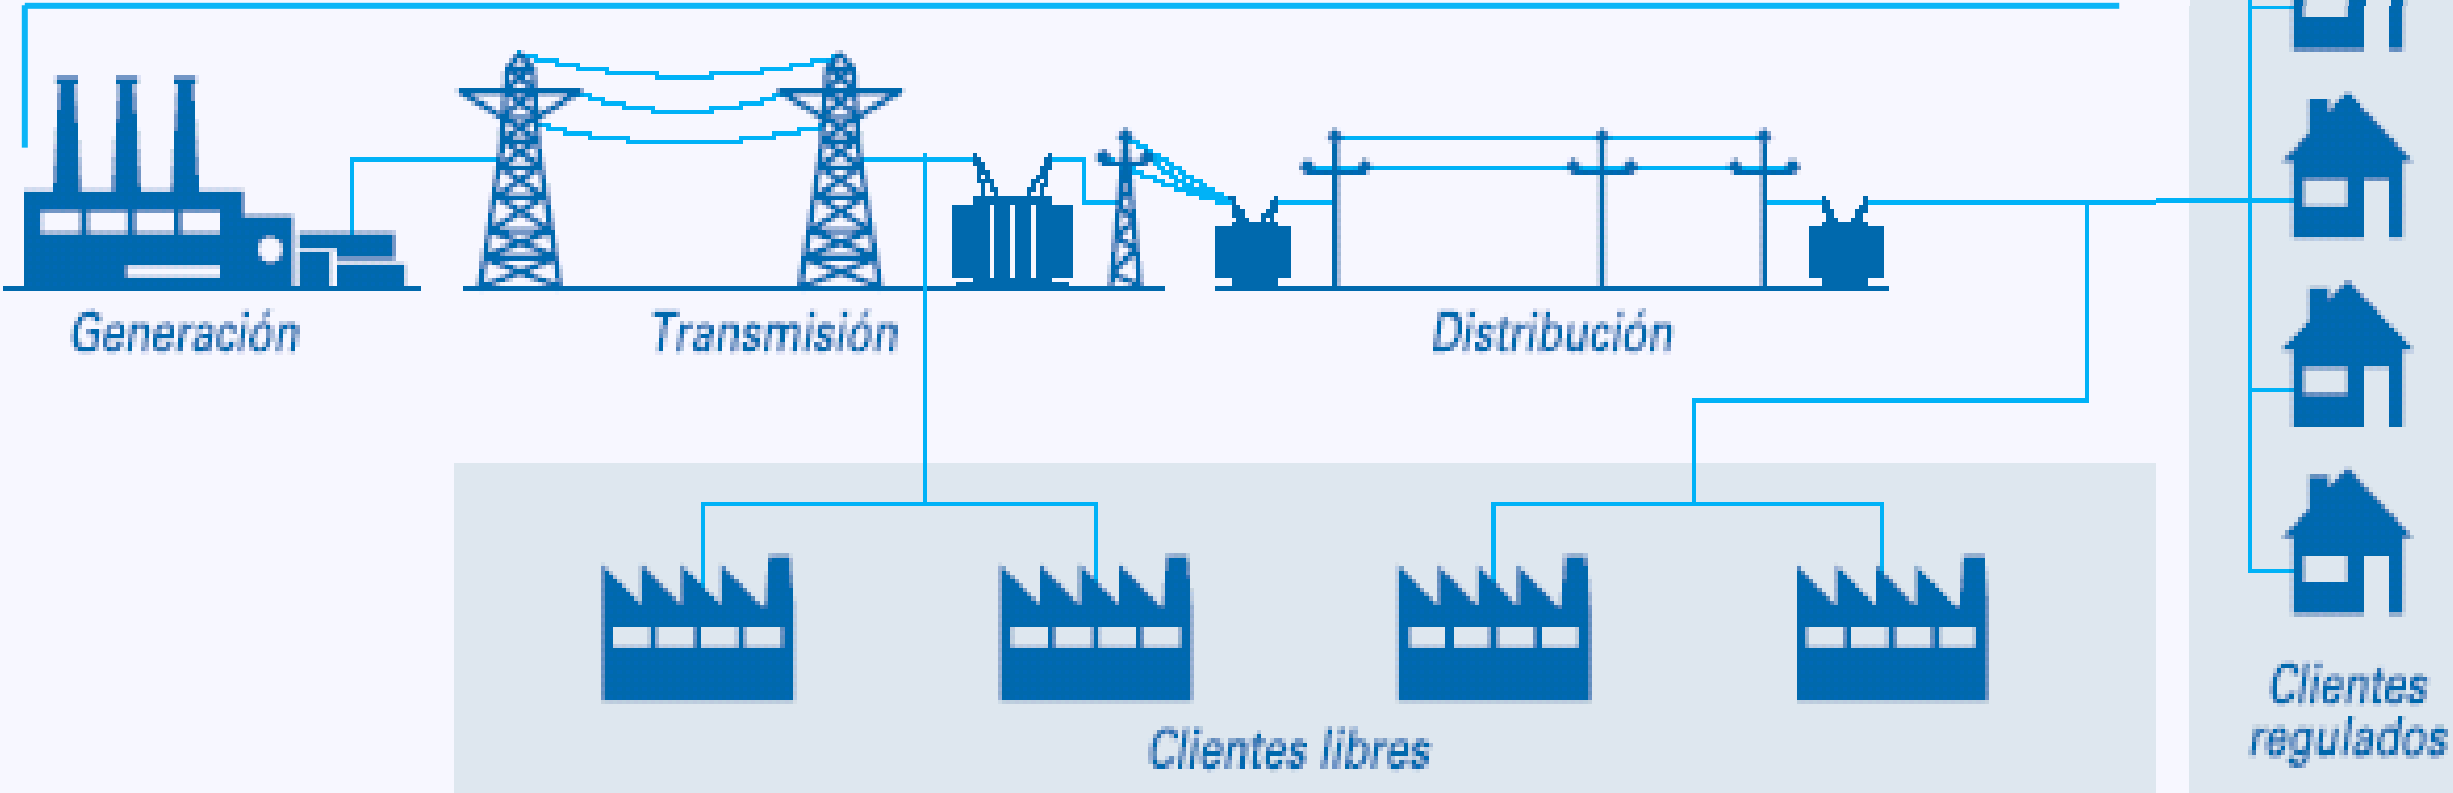 Generación
Transmisión
Distribución
Clientes libres
Clientes
regulados